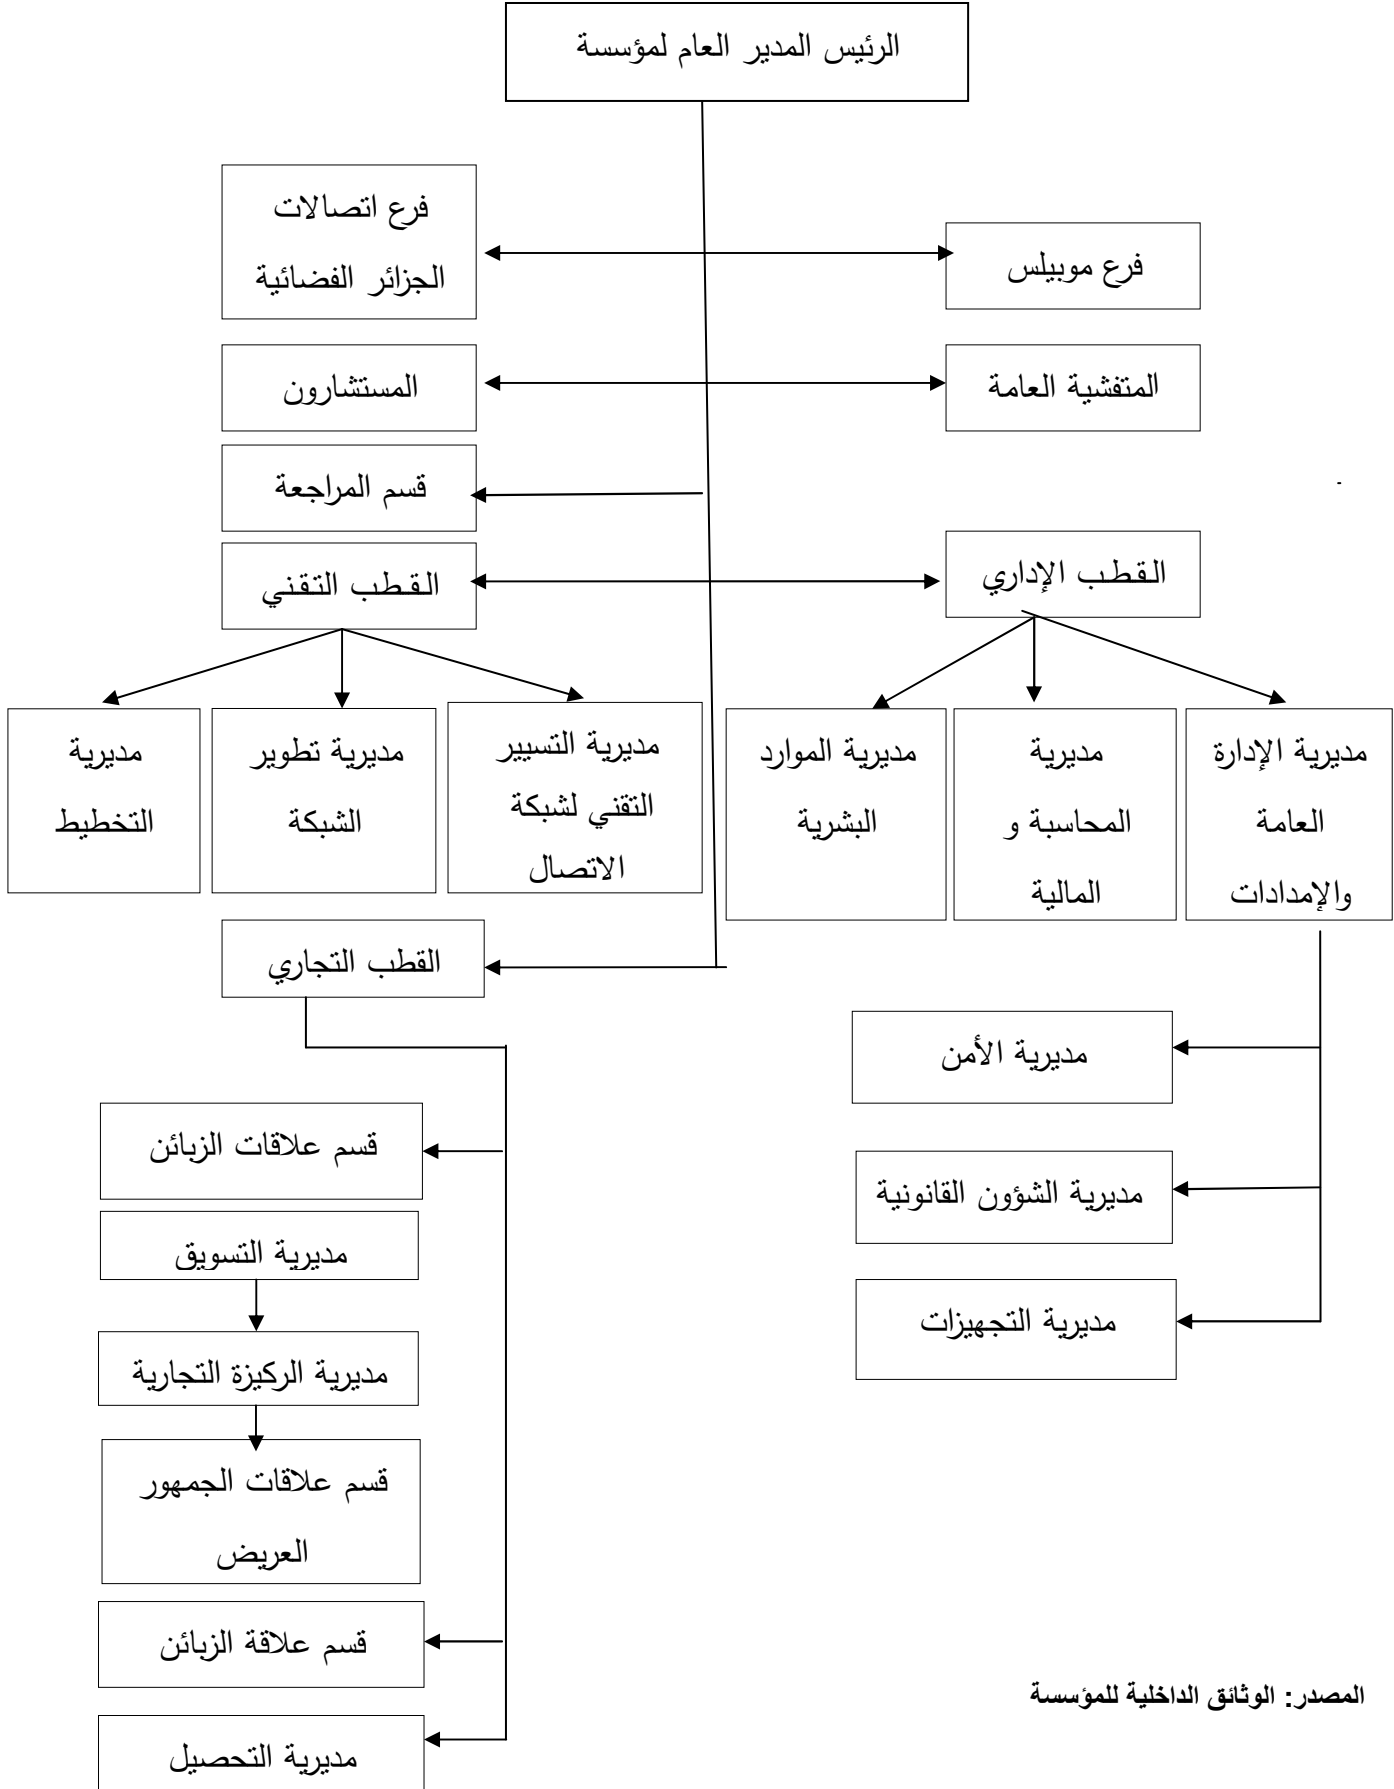 الرئيس المدير العام لمؤسسة
فرع موبيلس
فرع اتصالات
الجزائر الفضائية
المتفشية العامة
المستشارون
قسم المراجعة
القطب الإداري
القطب التقني
مديرية الإدارة
العامة
والإمدادات
مديرية
المحاسبة و
المالية
مديرية الموارد
البشرية
مديرية التسيير
التقني لشبكة
الاتصال
مديرية تطوير
الشبكة
مديرية
التخطيط
القطب التجاري
مديرية الأمن
مديرية الشؤون القانونية
مديرية التجهيزات
قسم علاقات الزبائن
مديرية التسويق
مديرية الركيزة التجارية
قسم علاقات الجمهور
العريض
قسم علاقة الزبائن
مديرية التحصيل
المصدر: الوثائق الداخلية للمؤسسة